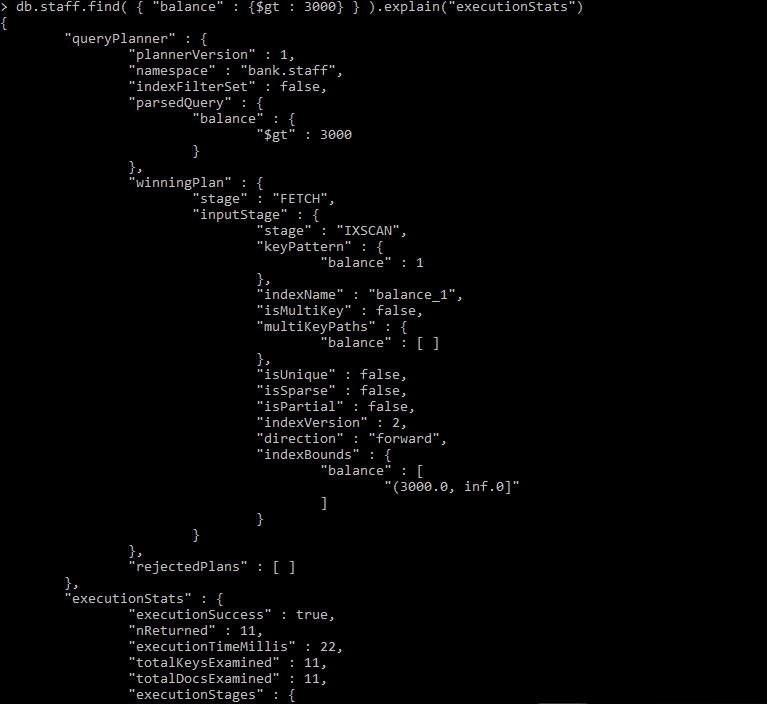 > db.staff.find( { "balance" : {$gt : 3000} } ).explain("executionStats")
{
"queryPlanner" : {
"plannerVersion" : 1,
"namespace" : "bank.staff",
"indexFilterSet" : false,
"parsedQuery" : {
"balance" : {
"$gt" : 3000
}
},
"winningPlan" : {
"stage" : "FETCH",
"inputStage" : {
"stage" : "IXSCAN",
"keyPattern" : {
"balance" : 1
},
"indexName" : "balance_1",
"isMultiKey" : false,
"multiKeyPaths" : {
"balance" : [ ]
},
"isUnique" : false,
"isSparse" : false,
"isPartial" : false,
"indexVersion" : 2,
"direction" : "forward",
"indexBounds" : {
"balance" : [
"(3000.0, inf.0]"
]
}
}
},
"rejectedPlans" : [ ]
},
"executionStats" : {
"executionSuccess" : true,
"nReturned" : 11,
"executionTimeMillis" : 22,
"totalKeysExamined" : 11,
"totalDocsExamined" : 11,
"executionStages" : {